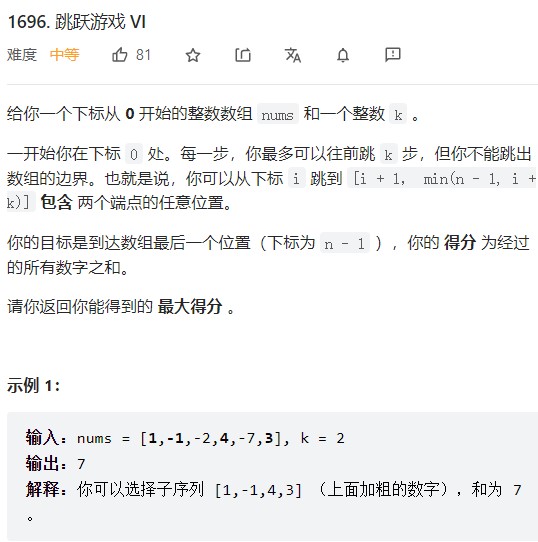 1696. 跳跃游戏 VI
难度 中等 81
给你一个下标从 0 开始的整数数组 nums 和一个整数 k 。
一开始你在下标 0 处。每一步，你最多可以往前跳 k 步，但你不能跳出
数组的边界。也就是说，你可以从下标 i 跳到 [i + 1， min(n - 1, i +
k)] 包含 两个端点的任意位置。
你的目标是到达数组最后一个位置（下标为 n - 1 ），你的 得分 为经过
的所有数字之和。
请你返回你能得到的 最大得分 。
示例 1：
输入：nums = [1,-1,-2,4,-7,3], k = 2
输出：7
解释：你可以选择子序列 [1,-1,4,3] （上面加粗的数字），和为 7
。